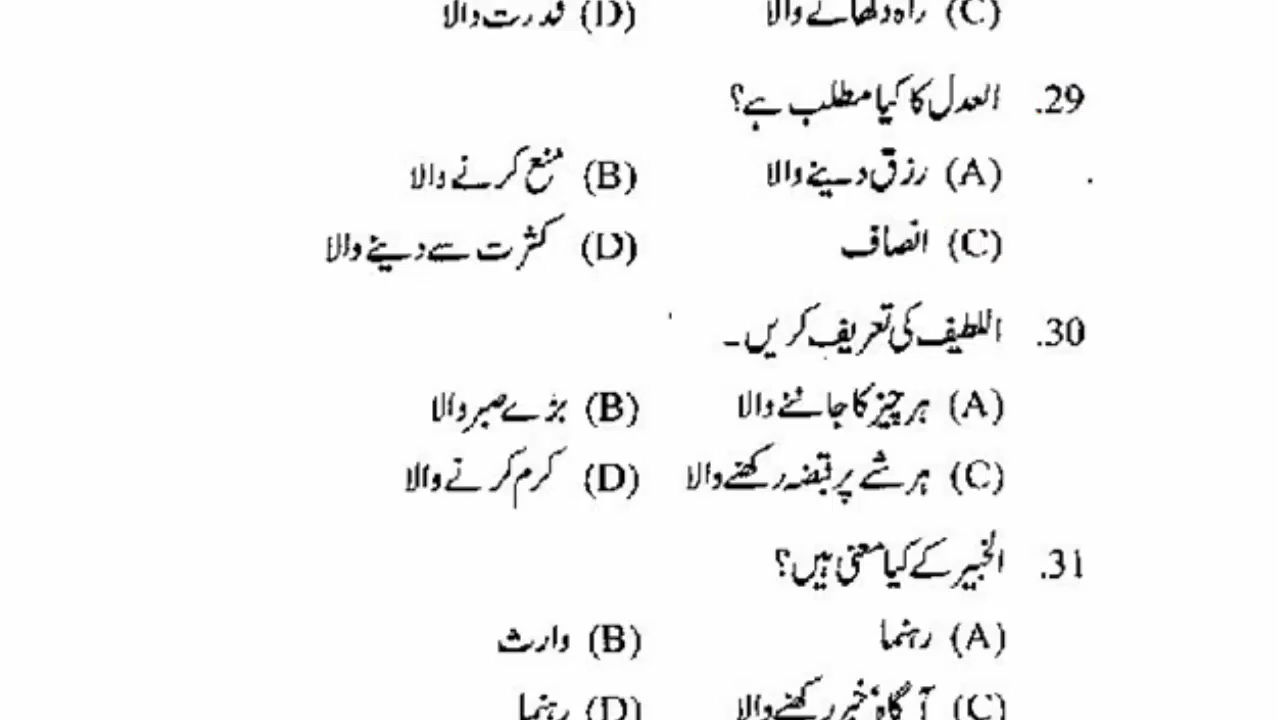 (C) راہ دکھانے والا (D) قدرت والا
29. العدل کا کیا مطلب ہے؟
(A) رزق دینے والا (B) منع کرنے والا
(C) انصاف (D) کثرت سے دینے والا
30. اللطیف کی تعریف کریں۔
(A) ہر چیز کا جاننے والا (B) بڑے صبر والا
(C) ہر شے پر قبضہ رکھنے والا (D) کرم کرنے والا
31. الخبیر کے کیا معنی ہیں؟
(A) رہنما (B) وارث
(C) آگاہ، خبر رکھنے والا (D) رہنما